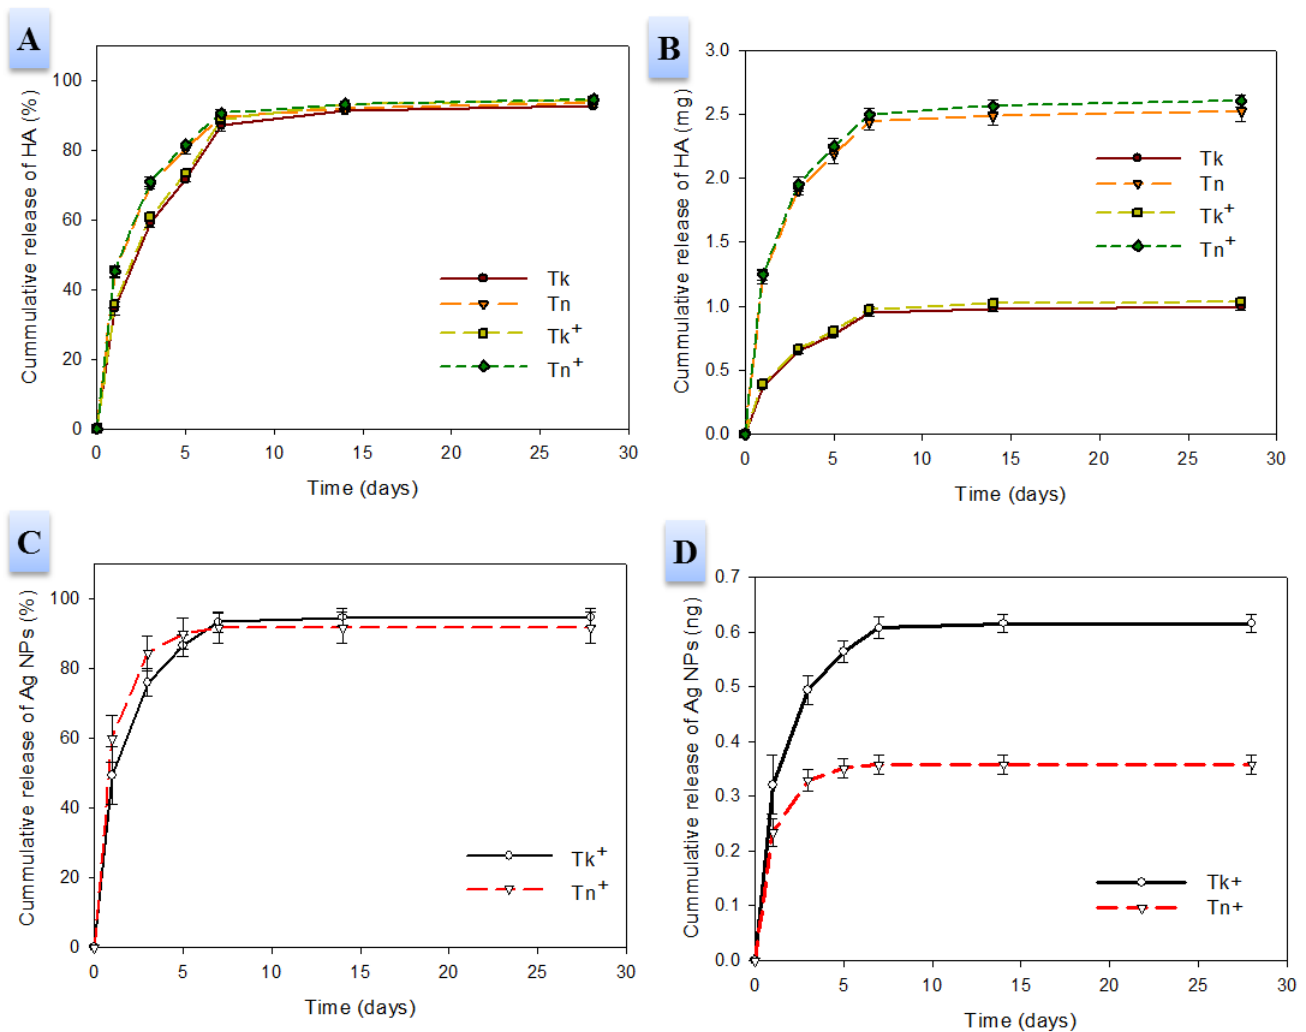 A
Cummulative release of HA (%)
100
80
60
40
20
0
0 5 10 15 20 25 30
Time (days)
Tk
Tn
Tk+
Tn+
B
Cummulative release of HA (mg)
3.0
2.5
2.0
1.5
1.0
0.5
0.0
0 5 10 15 20 25 30
Time (days)
Tk
Tn
Tk+
Tn+
C
Cummulative release of Ag NPs (%)
100
80
60
40
20
0
0 5 10 15 20 25 30
Time (days)
Tk+
Tn+
D
Cummulative release of Ag NPs (ng)
0.7
0.6
0.5
0.4
0.3
0.2
0.1
0.0
0 5 10 15 20 25 30
Time (days)
Tk+
Tn+